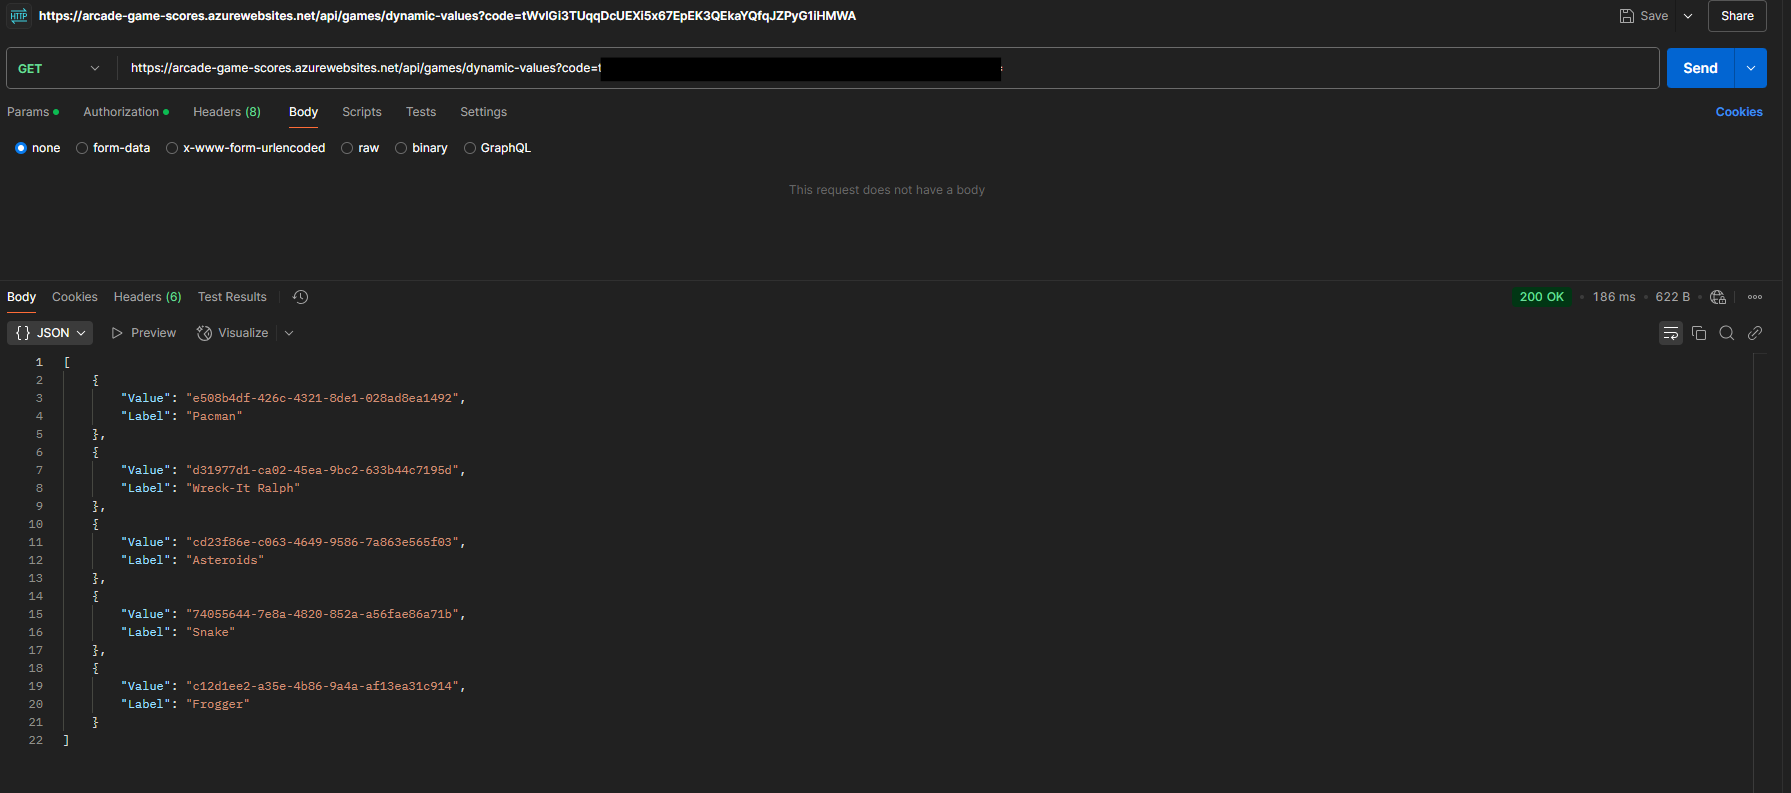 HTTP https://arcade-game-scores.azurewebsites.net/api/games/dynamic-values?code= Save Share
GET https://arcade-game-scores.azurewebsites.net/api/games/dynamic-values?code= Send
Params Authorization Headers (8) Body Scripts Tests Settings Cookies
none form-data x-www-form-urlencoded raw binary GraphQL
This request does not have a body
Body Cookies Headers (6) Test Results 200 OK • 186 ms • 622 B •
{} JSON Preview Visualize
1 [
2 {
3 "Value": "e508b4df-426c-4321-8de1-028ad8ea1492",
4 "Label": "Pacman"
5 },
6 {
7 "Value": "d31977d1-ca02-45ea-9bc2-633b44c7195d",
8 "Label": "Wreck-It Ralph"
9 },
10 {
11 "Value": "cd23f86e-c063-4649-9586-7a863e565f03",
12 "Label": "Asteroids"
13 },
14 {
15 "Value": "74055644-7e8a-4820-852a-a56fae86a71b",
16 "Label": "Snake"
17 },
18 {
19 "Value": "c12d1ee2-a35e-4b86-9a4a-af13ea31c914",
20 "Label": "Frogger"
21 }
22 ]